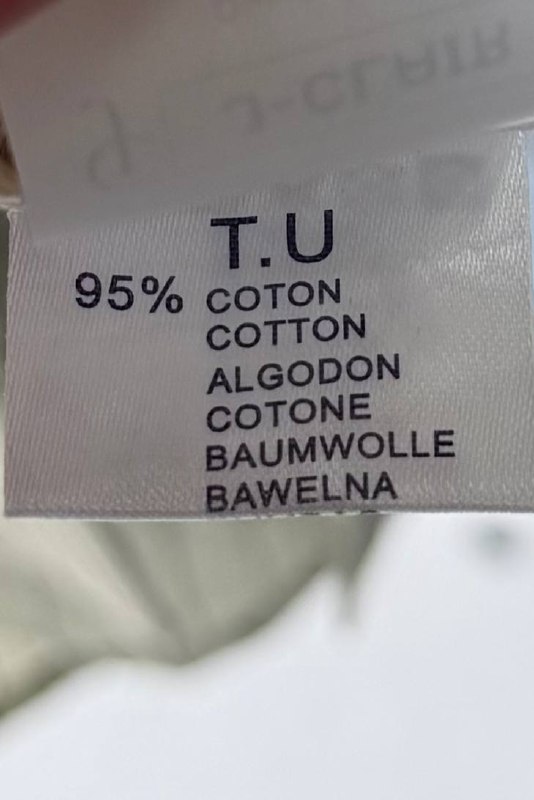 T.U
95% COTON
COTTON
ALGODON
COTONE
BAUMWOLLE
BAWELNA